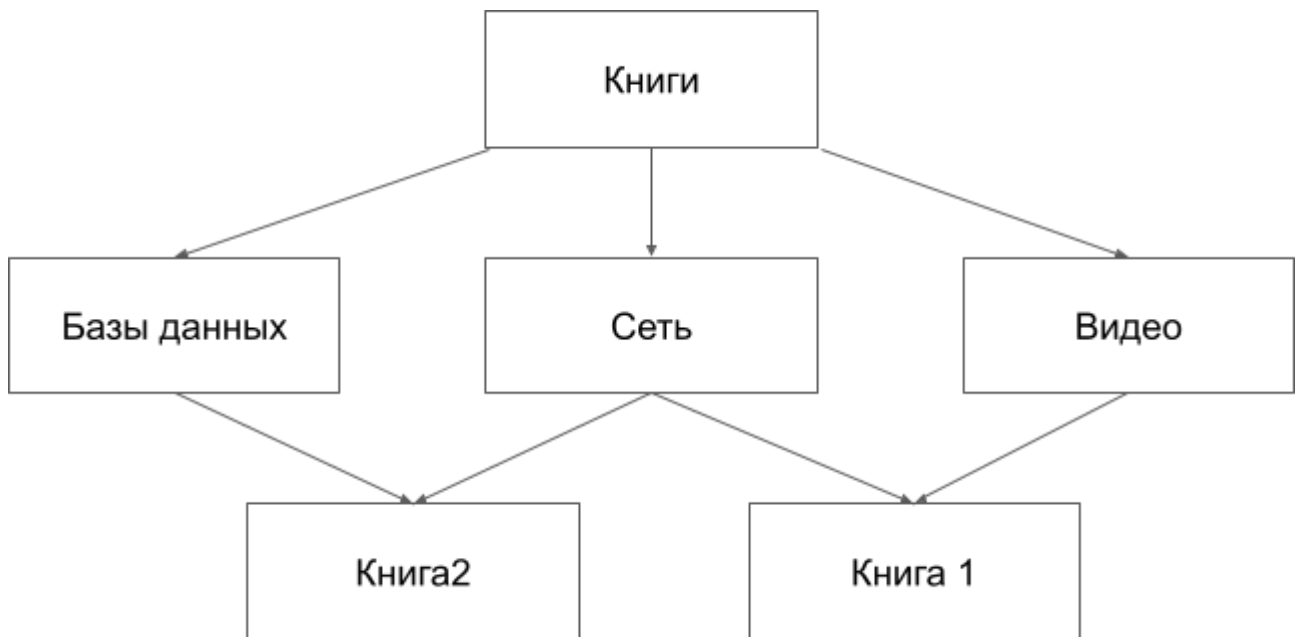 Книги
Базы данных
Сеть
Видео
Книга2
Книга 1